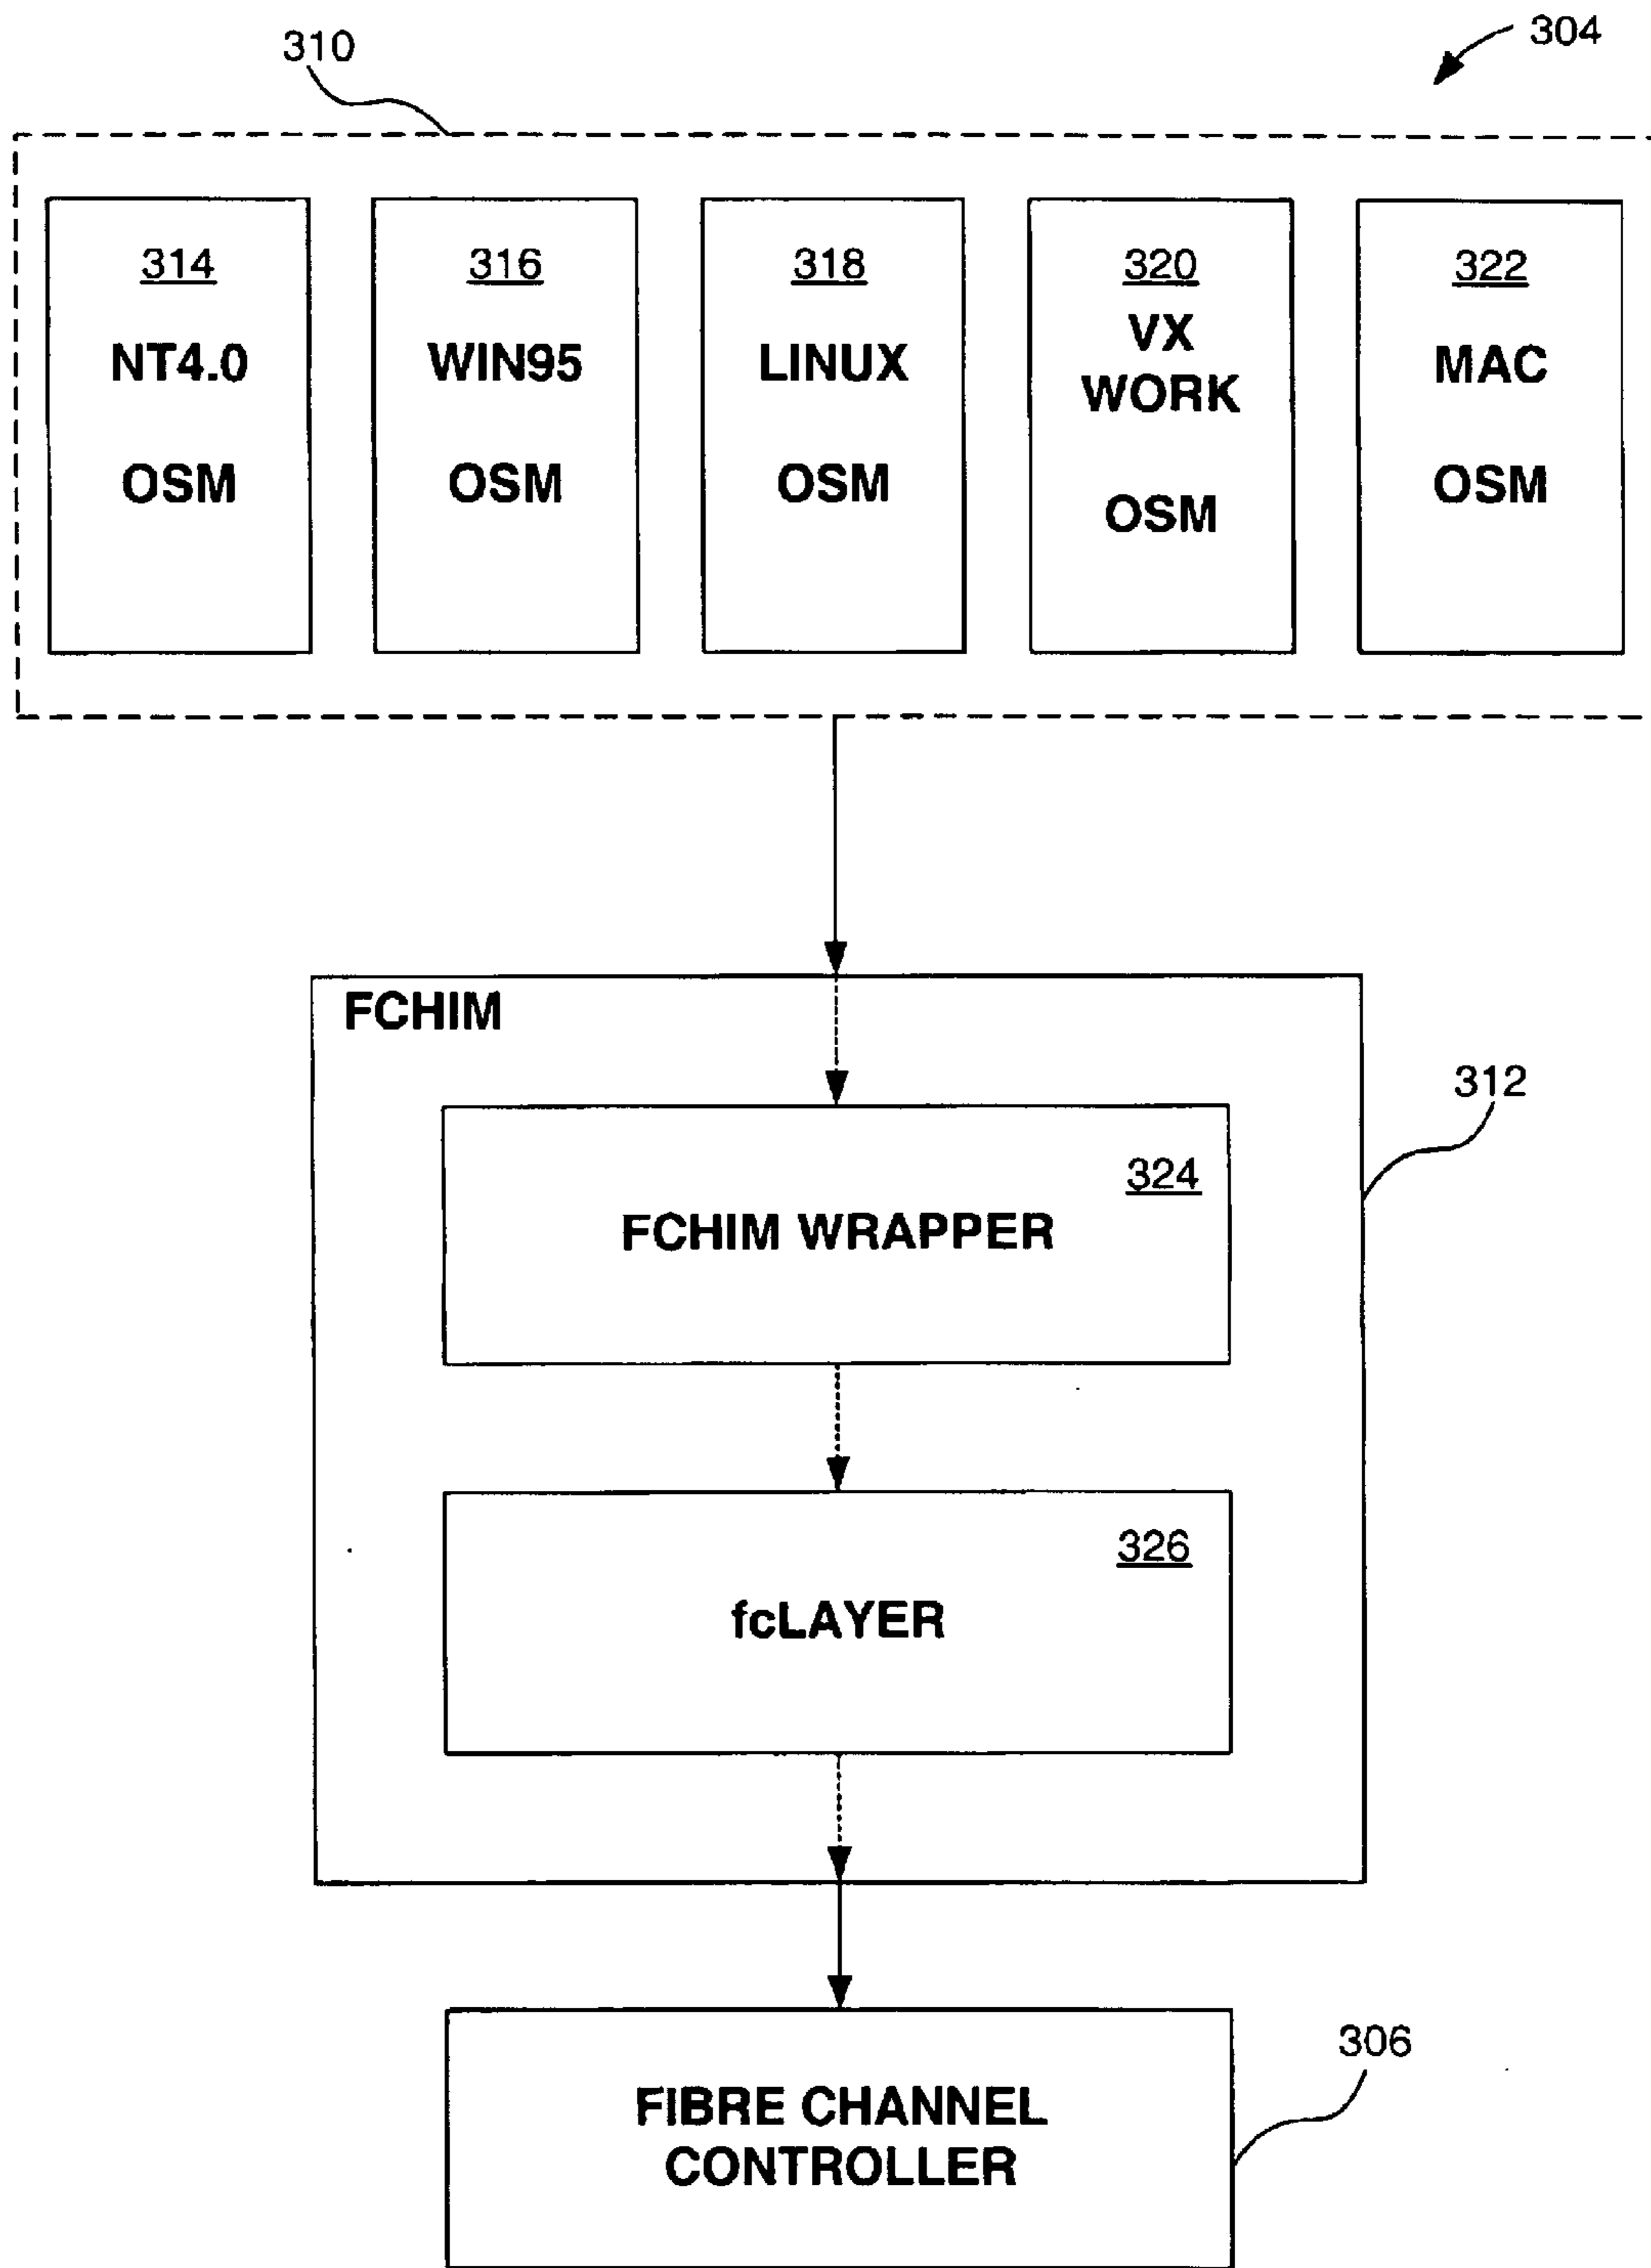 310
304
314
NT4.0
OSM
316
WIN95
OSM
318
LINUX
OSM
320
VX
WORK
OSM
322
MAC
OSM
FCHIM
312
324
FCHIM WRAPPER
326
fcLAYER
306
FIBRE CHANNEL
CONTROLLER